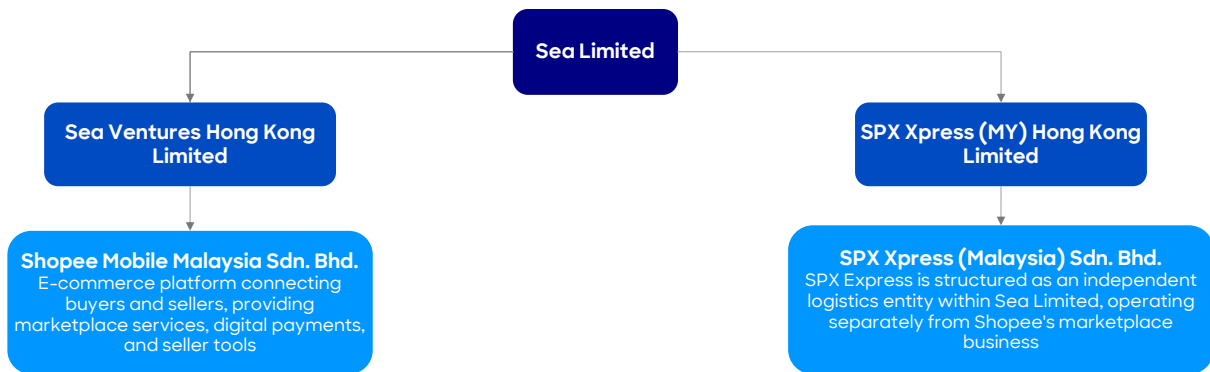 Sea Limited
Sea Ventures Hong Kong
Limited
SPX Xpress (MY) Hong Kong
Limited
Shopee Mobile Malaysia Sdn. Bhd.
E-commerce platform connecting
buyers and sellers, providing
marketplace services, digital payments,
and seller tools
SPX Xpress (Malaysia) Sdn. Bhd.
SPX Express is structured as an independent
logistics entity within Sea Limited, operating
separately from Shopee's marketplace
business